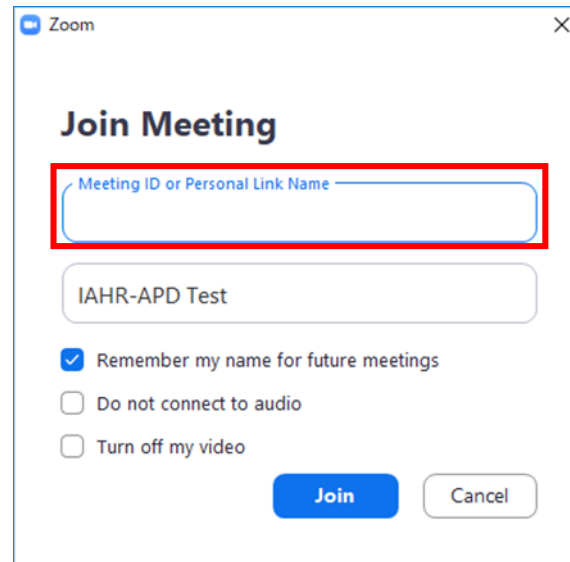 Zoom
Join Meeting
Meeting ID or Personal Link Name
IAHR-APD Test
Remember my name for future meetings
Do not connect to audio
Turn off my video
Join Cancel